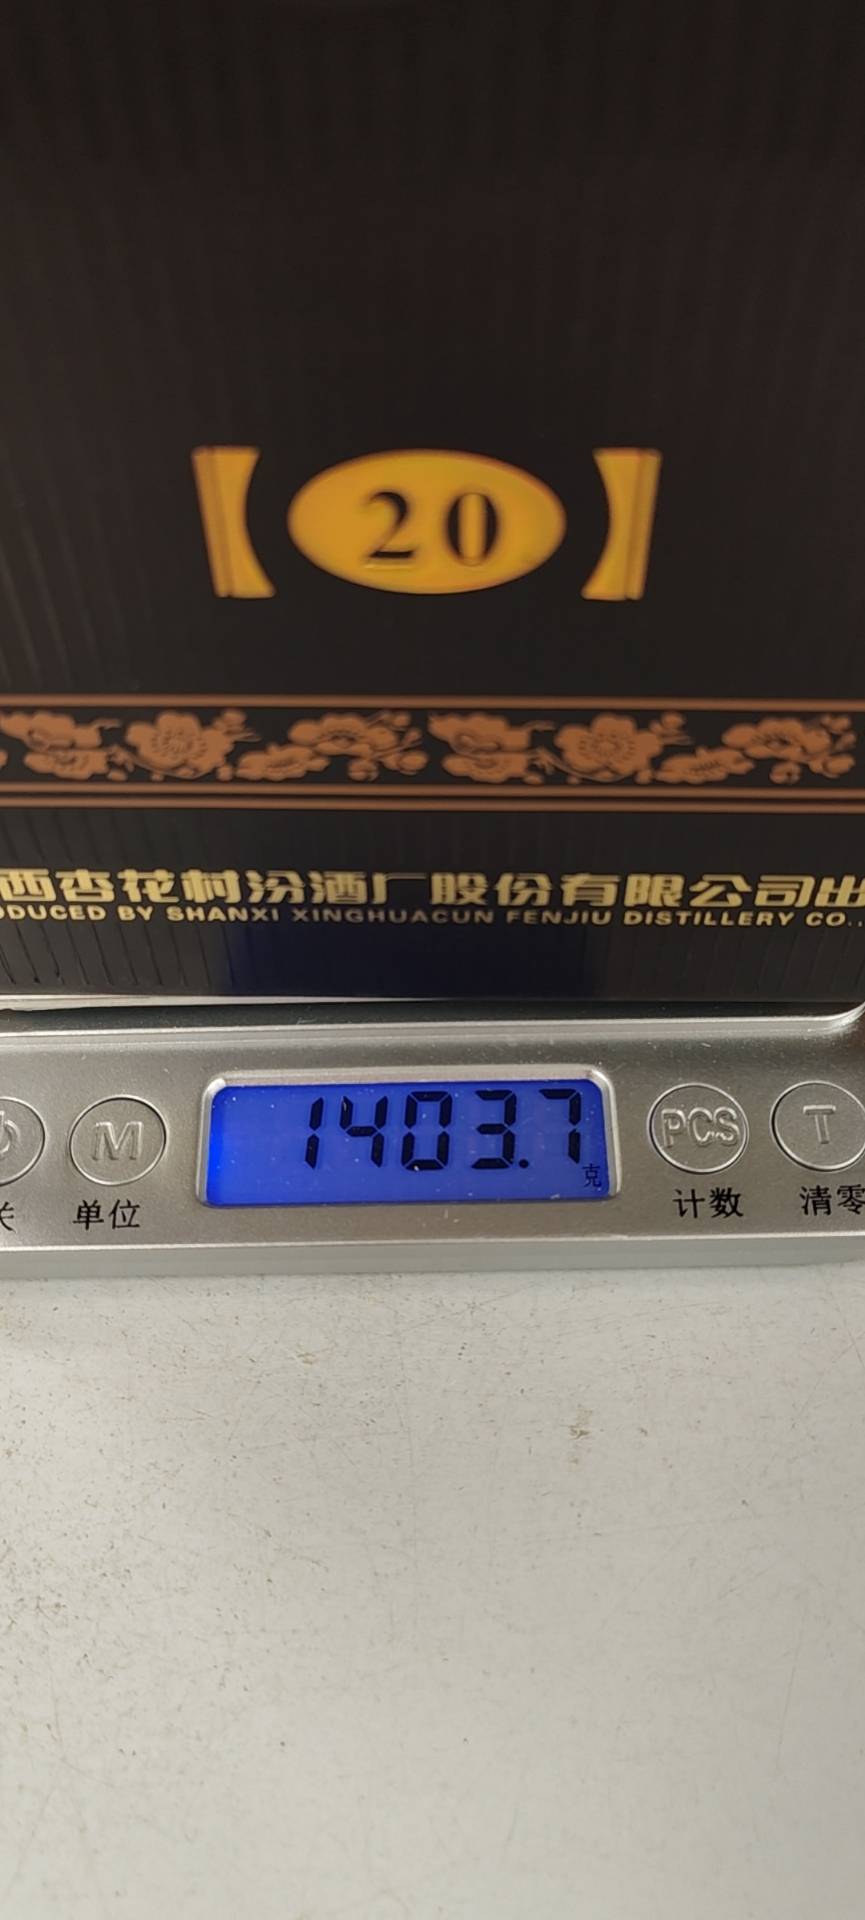 【20】
西杏花村汾酒厂股份有限公司出
ODUCED BY SHANXI XINGHUACUN FENJIU DISTILLERY CO.,
1403.7
克
M PCS T
关 单位 计数 清零